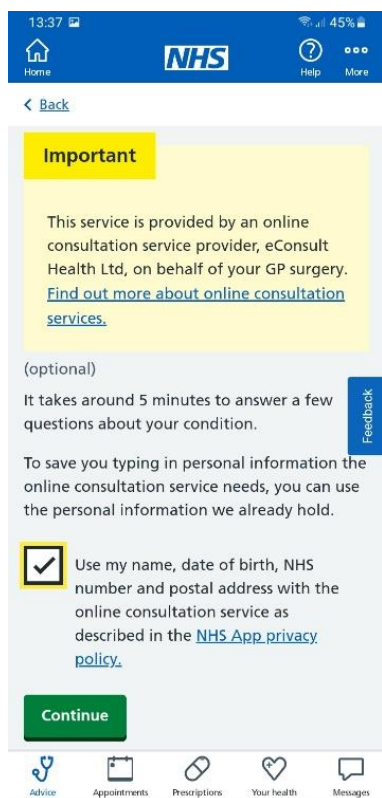 13:37 45%
NHS
Home Help More
Back
Important
This service is provided by an online
consultation service provider, eConsult
Health Ltd, on behalf of your GP surgery.
Find out more about online consultation
services.
(optional)
It takes around 5 minutes to answer a few
questions about your condition.
Feedback
To save you typing in personal information the
online consultation service needs, you can use
the personal information we already hold.
Use my name, date of birth, NHS
number and postal address with the
online consultation service as
described in the NHS App privacy
policy.
Continue
Advice Appointments Prescriptions Your health Messages